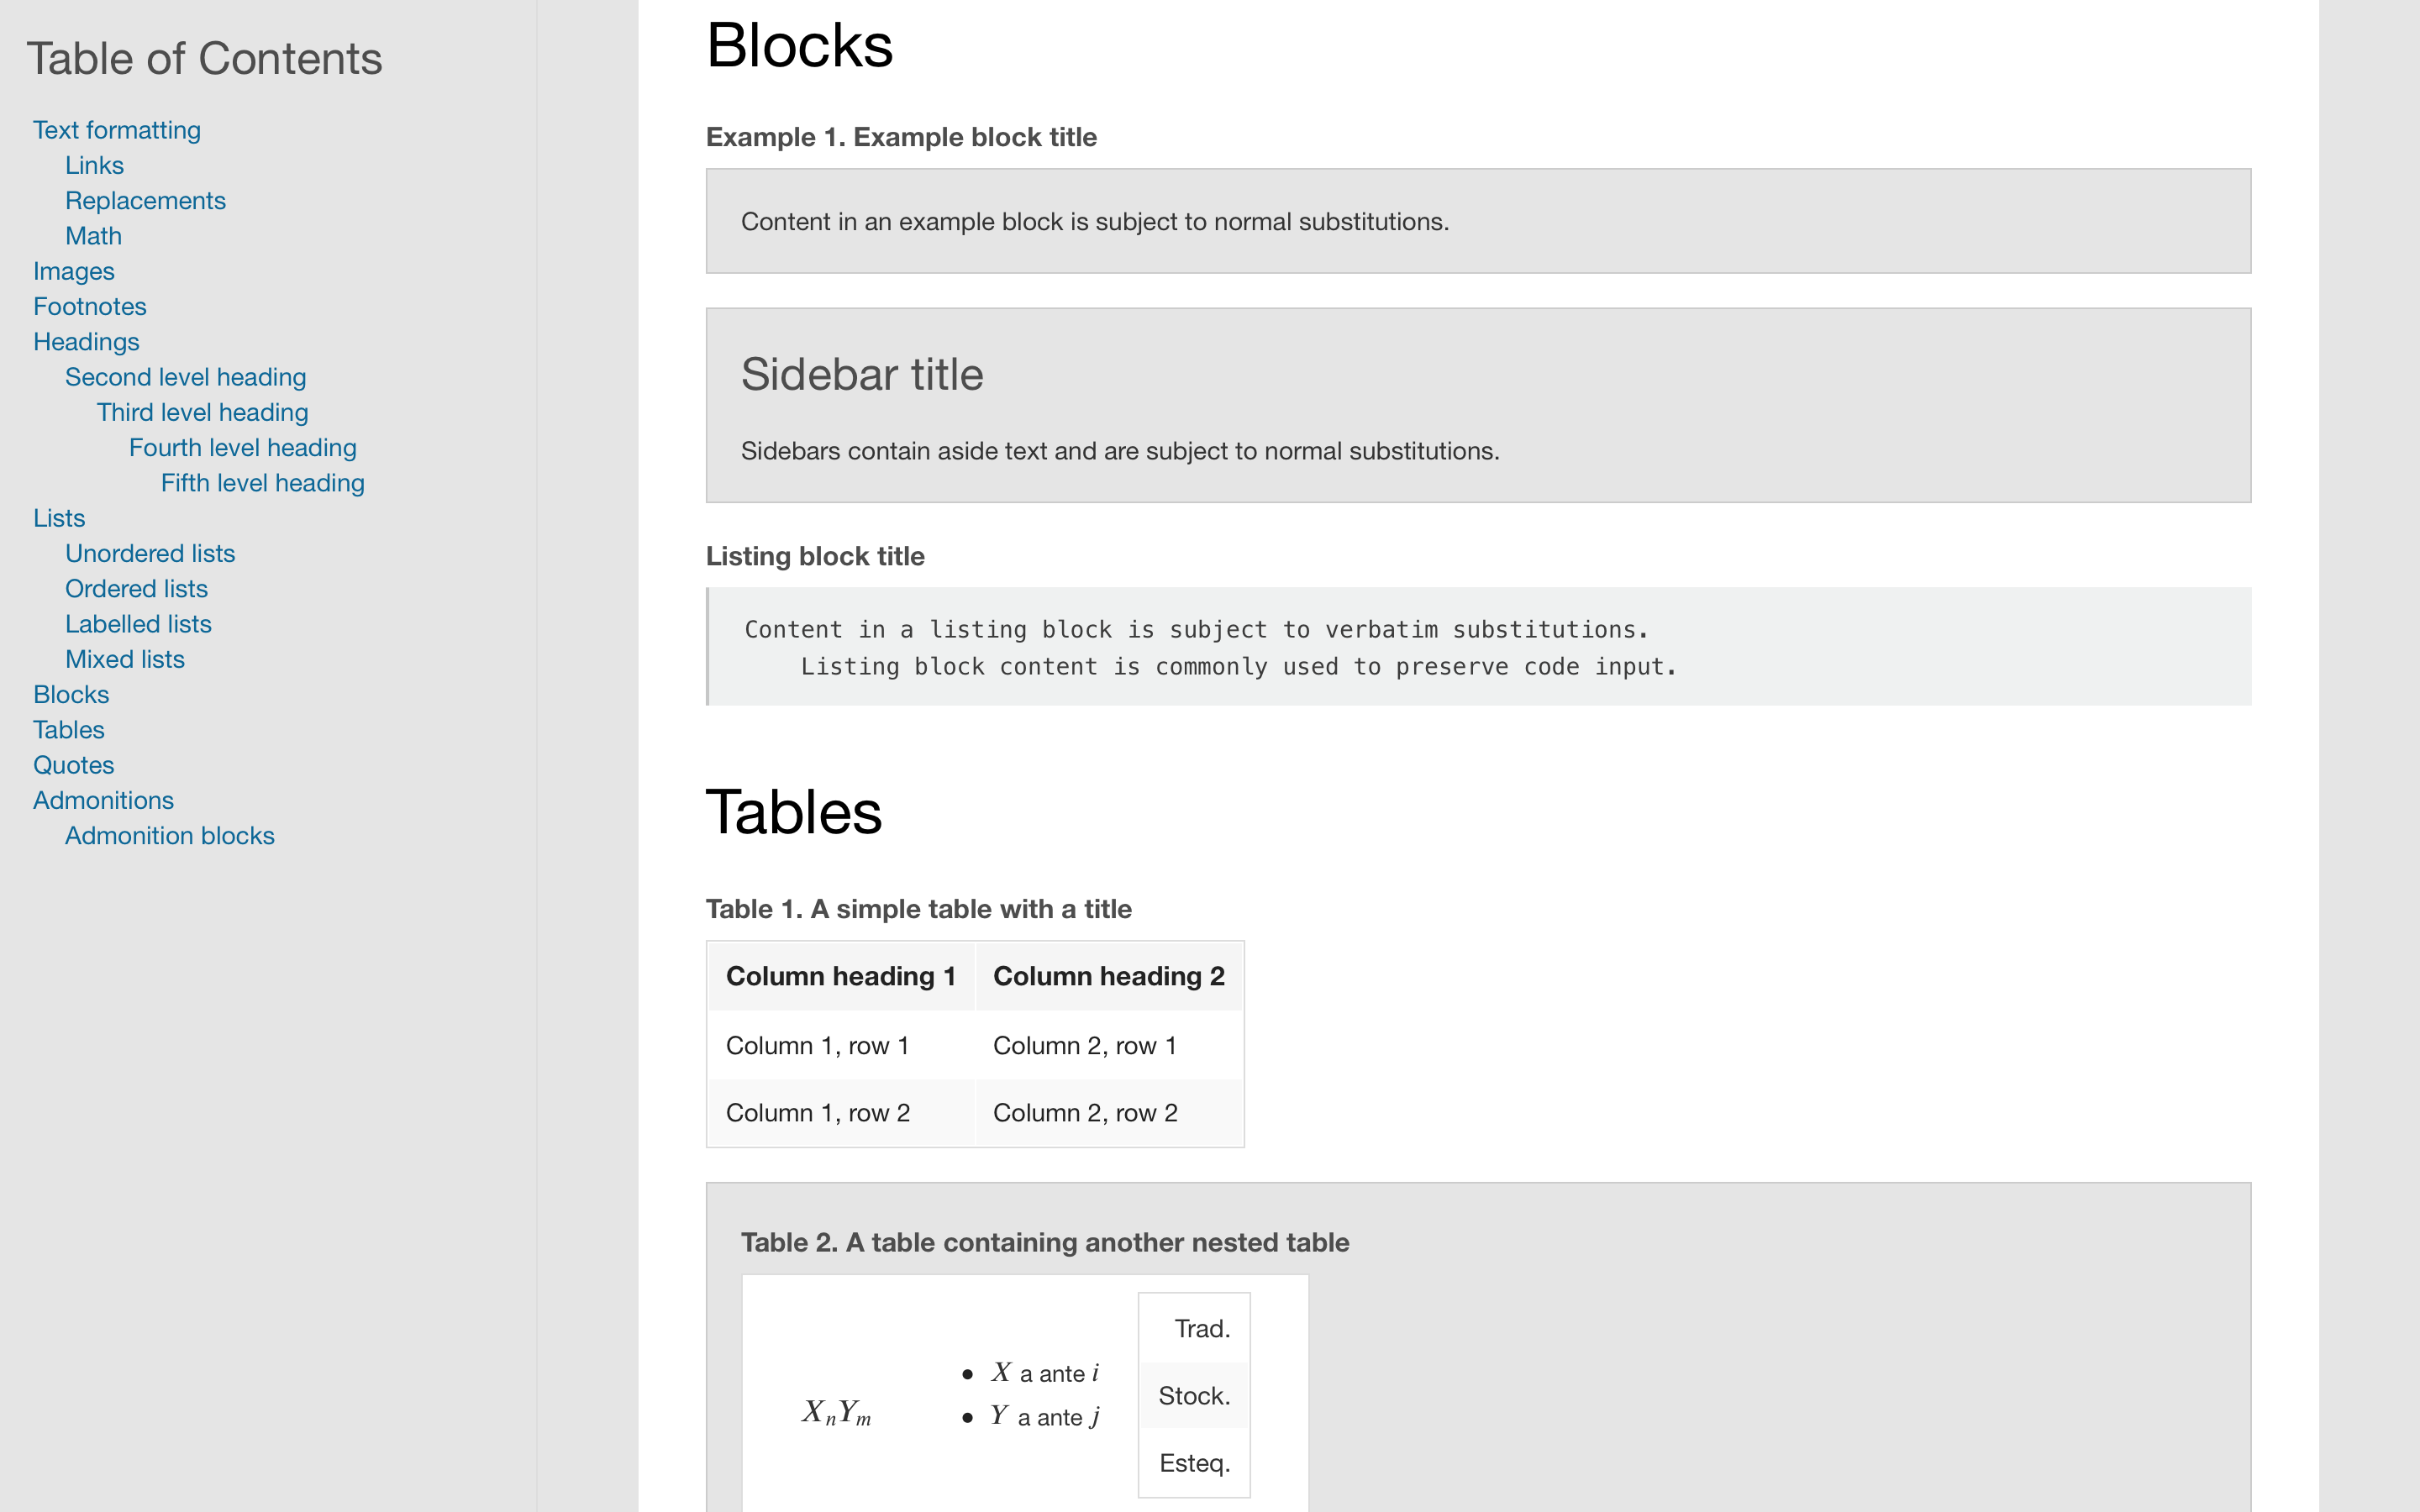 Table of Contents
Text formatting
Links
Replacements
Math
Images
Footnotes
Headings
Second level heading
Third level heading
Fourth level heading
Fifth level heading
Lists
Unordered lists
Ordered lists
Labelled lists
Mixed lists
Blocks
Tables
Quotes
Admonitions
Admonition blocks
Blocks
Example 1. Example block title
Content in an example block is subject to normal substitutions.
Sidebar title
Sidebars contain aside text and are subject to normal substitutions.
Listing block title
Content in a listing block is subject to verbatim substitutions.
Listing block content is commonly used to preserve code input.
Tables
Table 1. A simple table with a title
Column heading 1 Column heading 2
Column 1, row 1 Column 2, row 1
Column 1, row 2 Column 2, row 2
Table 2. A table containing another nested table
XₙYₘ
• X a ante i
• Y a ante j
Trad.
Stock.
Esteq.